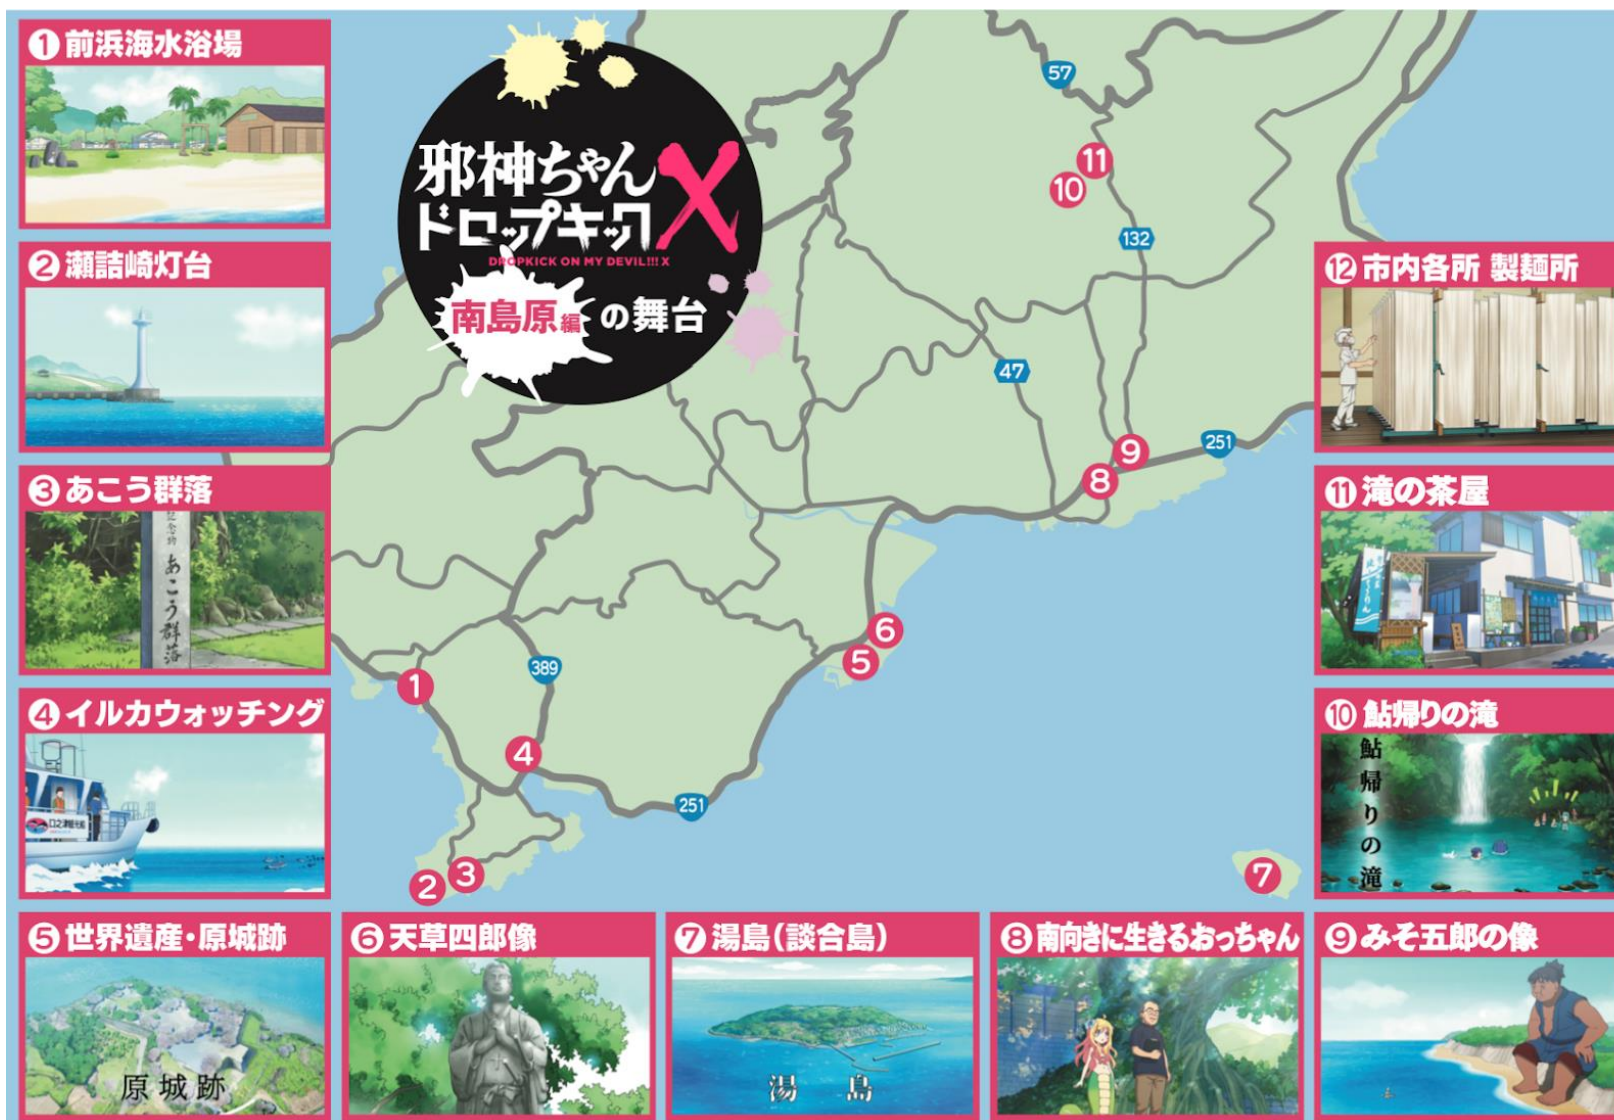 ❶前浜海水浴場
❷瀬詰崎灯台
❸あこう群落
あこう群落
❹イルカウォッチング
❺世界遺産・原城跡
原城跡
❻天草四郎像
❼湯島(談合島)
湯島
❽南向きに生きるおっちゃん
❾みそ五郎の像
❿鮎帰りの滝
鮎帰りの滝
⓫滝の茶屋
⓬市内各所 製麺所
邪神ちゃん
ドロップキックX
DROPKICK ON MY DEVIL!!! X
南島原編の舞台
57
11
10
132
47
9
251
8
6
5
389
1
4
251
2
3
7